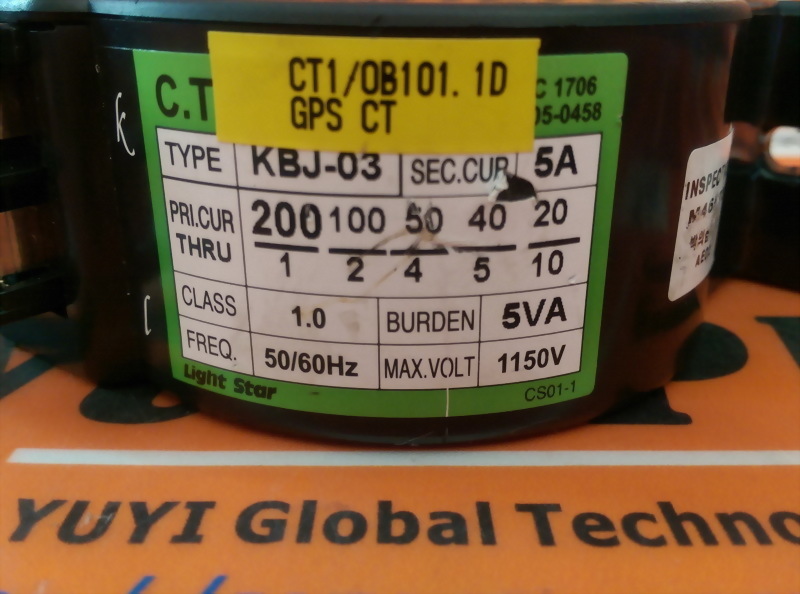 CT1/OB101.1D
GPS CT
C.T
C 1706
05-0458
TYPE KBJ-03 SEC.CUR 5A
PRI.CUR 200 100 50 40 20
THRU 1 2 4 5 10
CLASS 1.0 BURDEN 5VA
FREQ. 50/60Hz MAX.VOLT 1150V
Light Star CS01-1
INSPECT
YUYI Global Techno